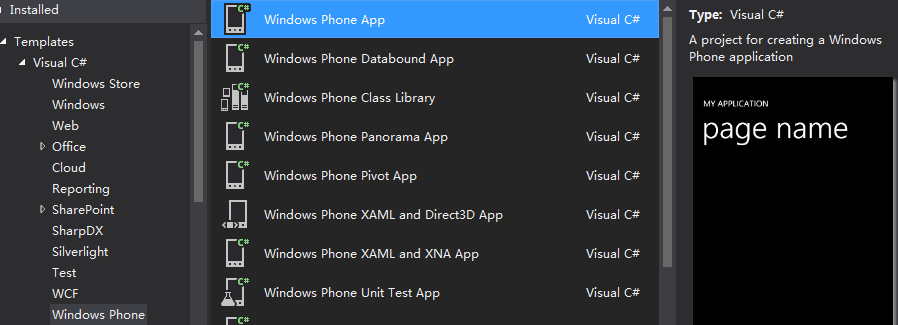 Installed
Templates
Visual C#
Windows Store
Windows
Web
Office
Cloud
Reporting
SharePoint
SharpDX
Silverlight
Test
WCF
Windows Phone
C# Windows Phone App Visual C#
C# Windows Phone Databound App Visual C#
C# Windows Phone Class Library Visual C#
C# Windows Phone Panorama App Visual C#
C# Windows Phone Pivot App Visual C#
Windows Phone XAML and Direct3D App Visual C#
C# Windows Phone XAML and XNA App Visual C#
C# Windows Phone Unit Test App Visual C#
C#
Type: Visual C#
A project for creating a Windows
Phone application
MY APPLICATION
page name